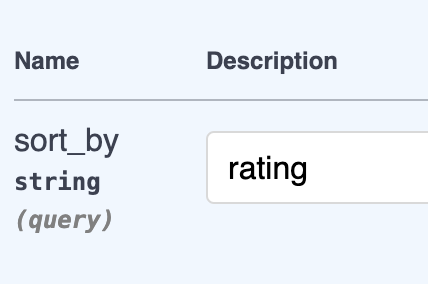 Name Description
sort_by
rating
string
(query)